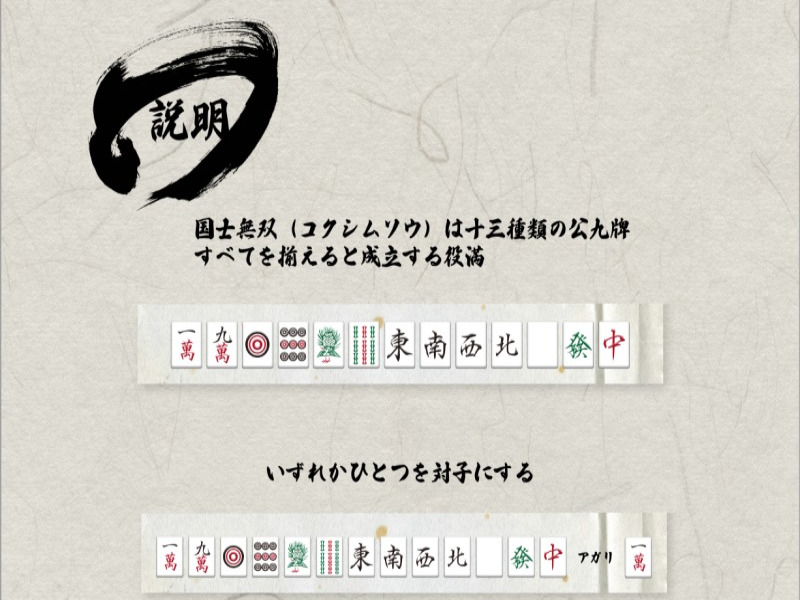 説明
国士無双（コクシムソウ）は十三種類の公九牌
すべてを揃えると成立する役満
一萬 九萬 東 南 西 北 發 中
いずれかひとつを対子にする
一萬 九萬 東 南 西 北 發 中 アガリ 一萬